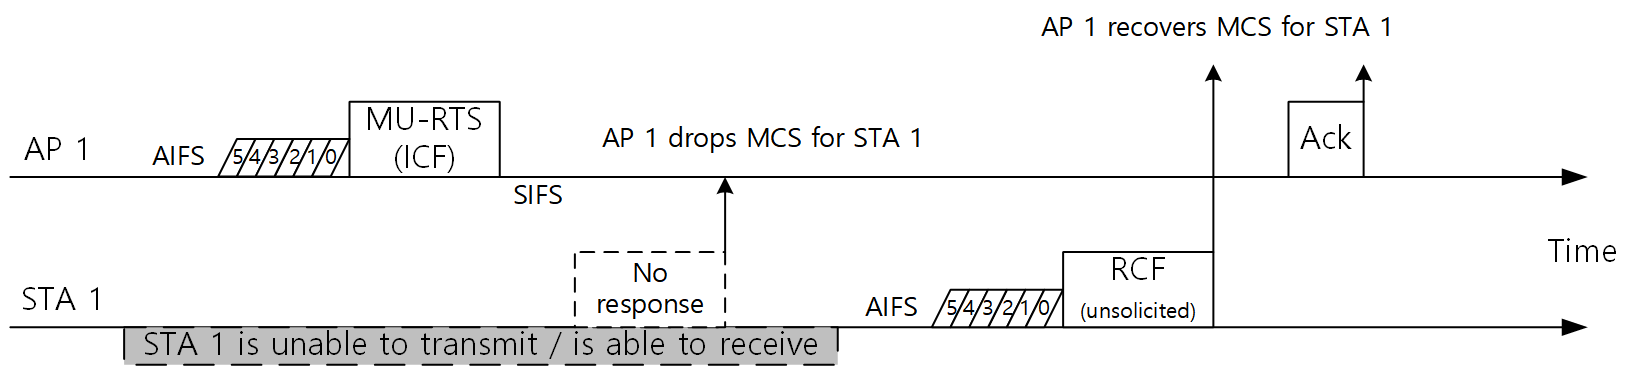 AP 1 recovers MCS for STA 1
AP 1
AIFS
5 4 3 2 1 0
MU-RTS
(ICF)
AP 1 drops MCS for STA 1
Ack
SIFS
Time
STA 1
No
response
AIFS
5 4 3 2 1 0
RCF
(unsolicited)
STA 1 is unable to transmit / is able to receive